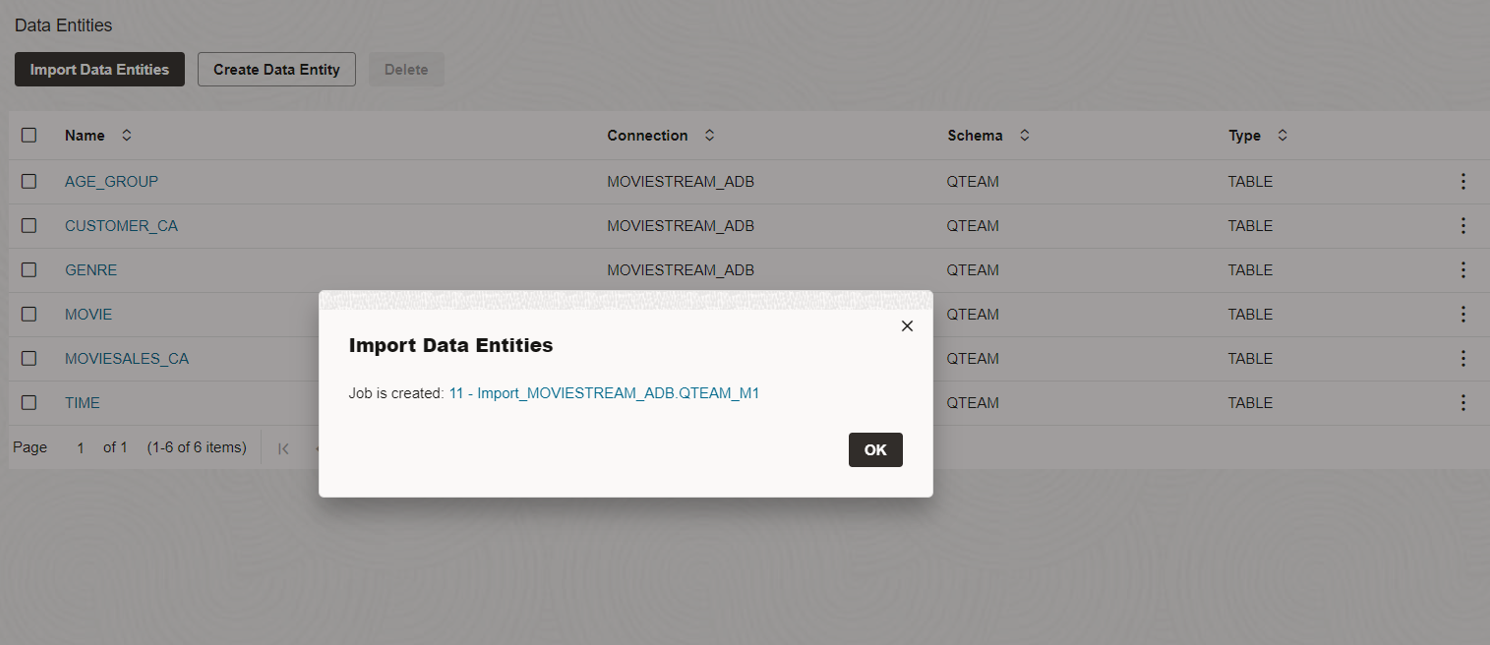 Data Entities
Import Data Entities Create Data Entity Delete
Name Connection Schema Type
AGE_GROUP MOVIESTREAM_ADB QTEAM TABLE
CUSTOMER_CA MOVIESTREAM_ADB QTEAM TABLE
GENRE MOVIESTREAM_ADB QTEAM TABLE
MOVIE QTEAM TABLE
MOVIESALES_CA QTEAM TABLE
TIME QTEAM TABLE
Page 1 of 1 (1-6 of 6 items)
Import Data Entities
Job is created: 11 - Import_MOVIESTREAM_ADB.QTEAM_M1
OK